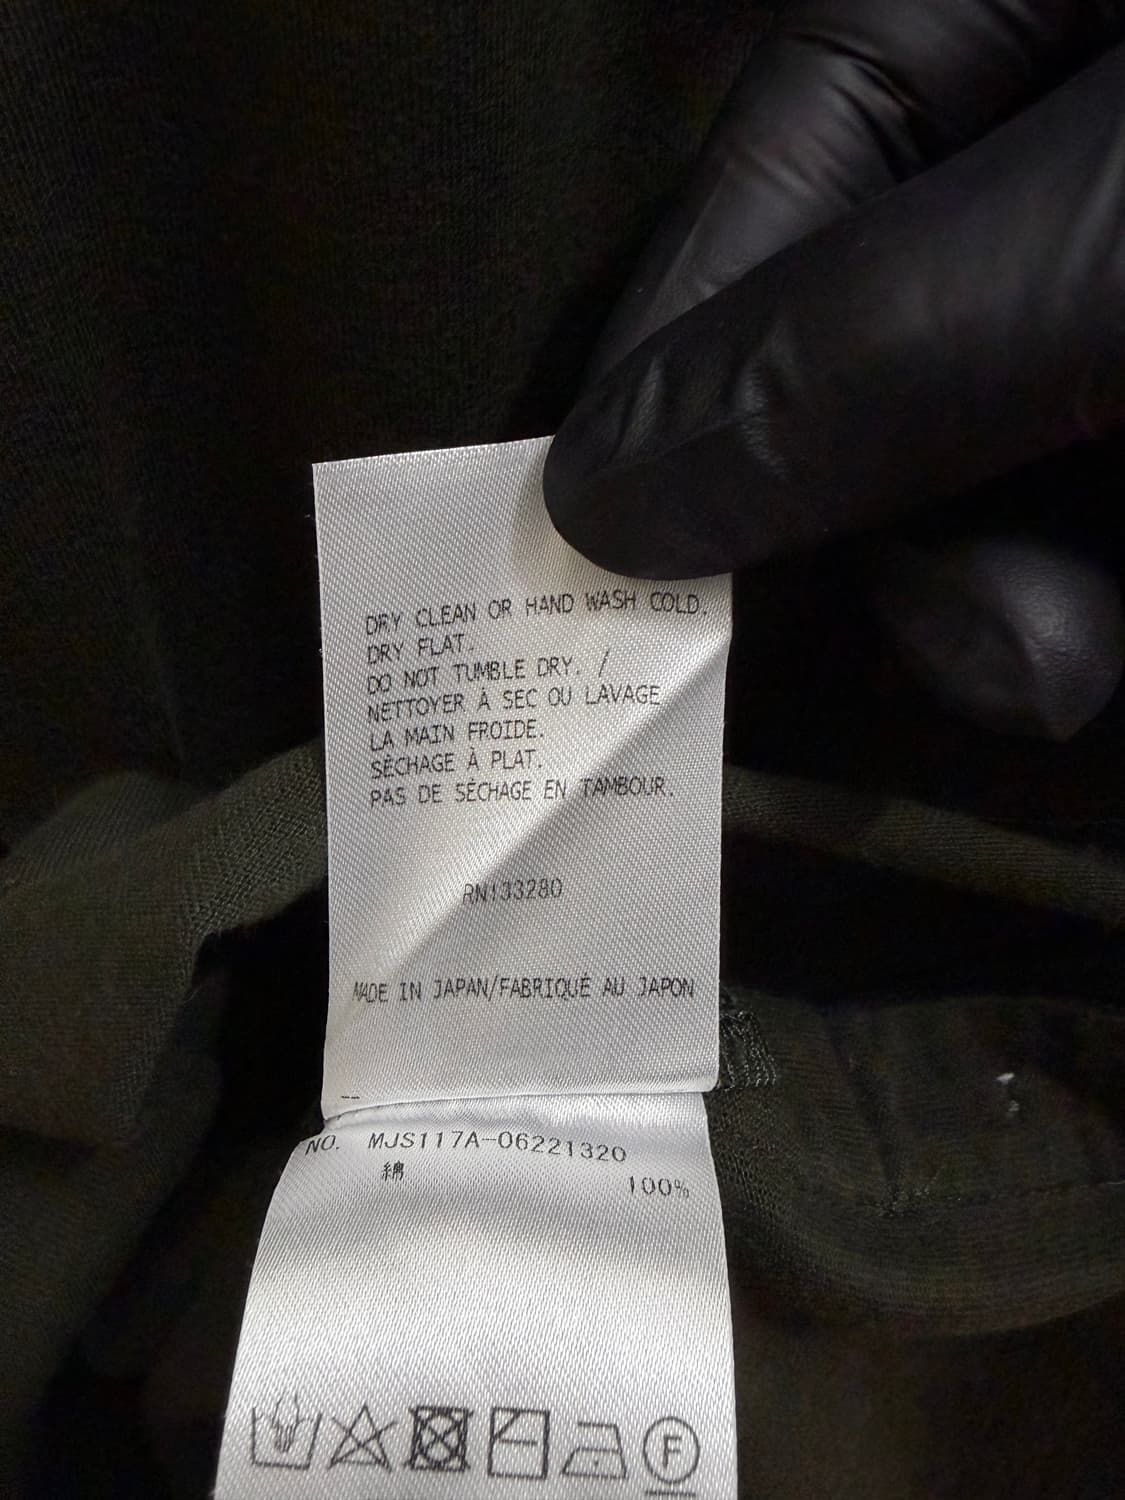 DRY CLEAN OR HAND WASH COLD.
DRY FLAT.
DO NOT TUMBLE DRY. /
NETTOYER À SEC OU LAVAGE
LA MAIN FROIDE.
SÉCHAGE À PLAT.
PAS DE SÉCHAGE EN TAMBOUR.
RN133280
MADE IN JAPAN/FABRIQUÉ AU JAPON
--
NO. MJS117A-06221320
綿 100%
F